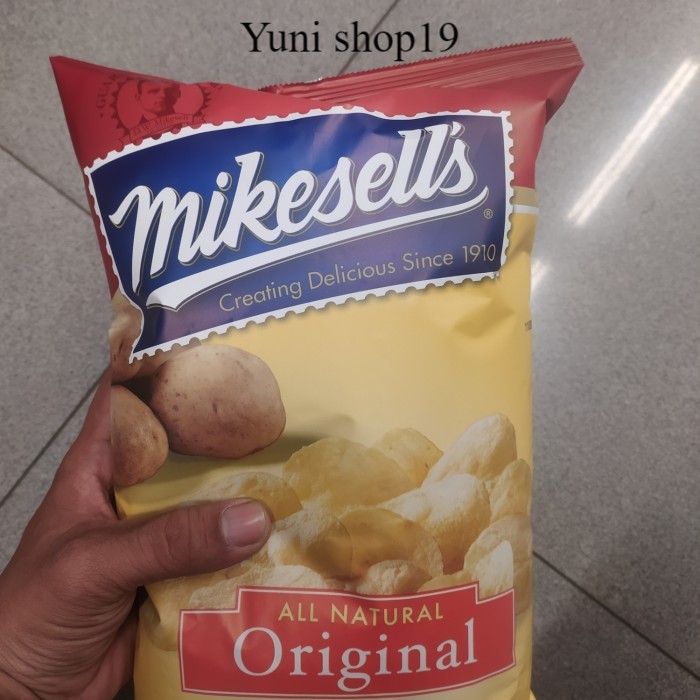 Yuni shop19
mikesell's
®
Creating Delicious Since 1910
ALL NATURAL
Original